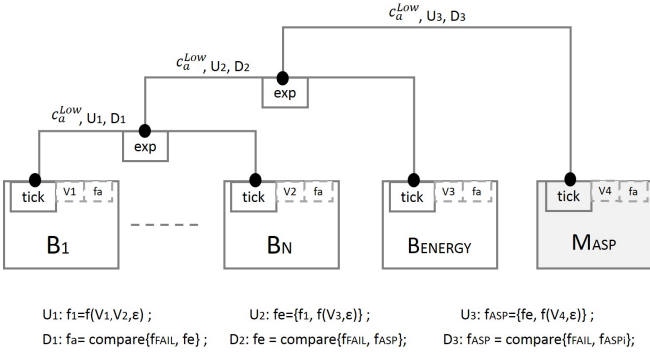 c_a^Low, U3, D3
c_a^Low, U2, D2
exp
c_a^Low, U1, D1
exp
tick V1 fa tick V2 fa tick V3 fa tick V4 fa
B1 BN BENERGY MASP
U1: f1=f(V1,V2,ε) ; U2: fe={f1, f(V3,ε)} ; U3: fASP={fe, f(V4,ε)} ;
D1: fa= compare{fFAIL, fe} ; D2: fe = compare{fFAIL, fASP}; D3: fASP = compare{fFAIL, fASPi};